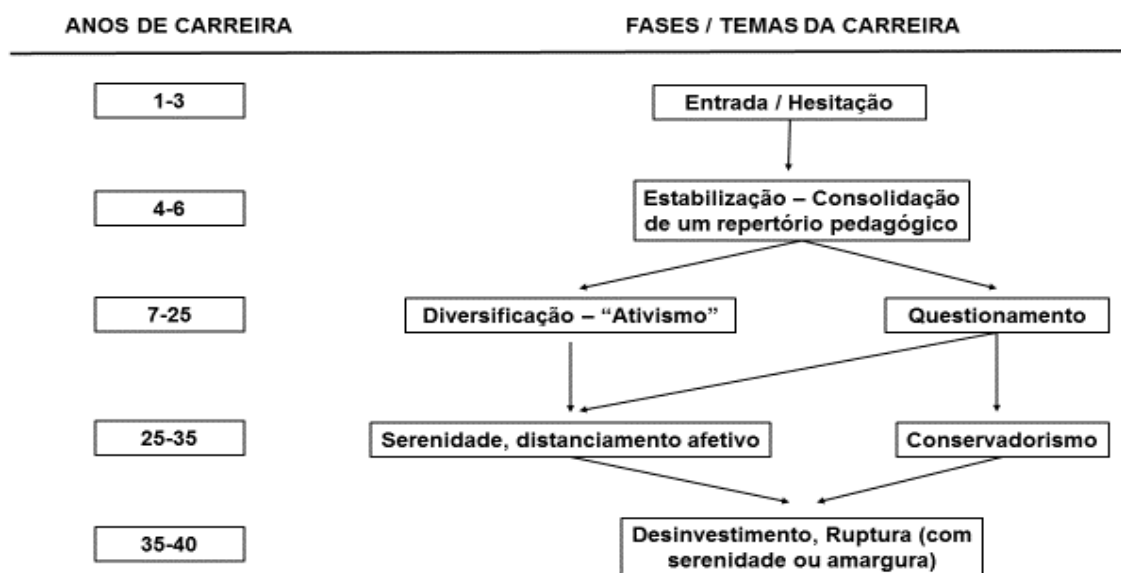 ANOS DE CARREIRA
FASES / TEMAS DA CARREIRA
1-3
Entrada / Hesitação
4-6
Estabilização – Consolidação
de um repertório pedagógico
7-25
Diversificação – “Ativismo”
Questionamento
25-35
Serenidade, distanciamento afetivo
Conservadorismo
35-40
Desinvestimento, Ruptura (com
serenidade ou amargura)